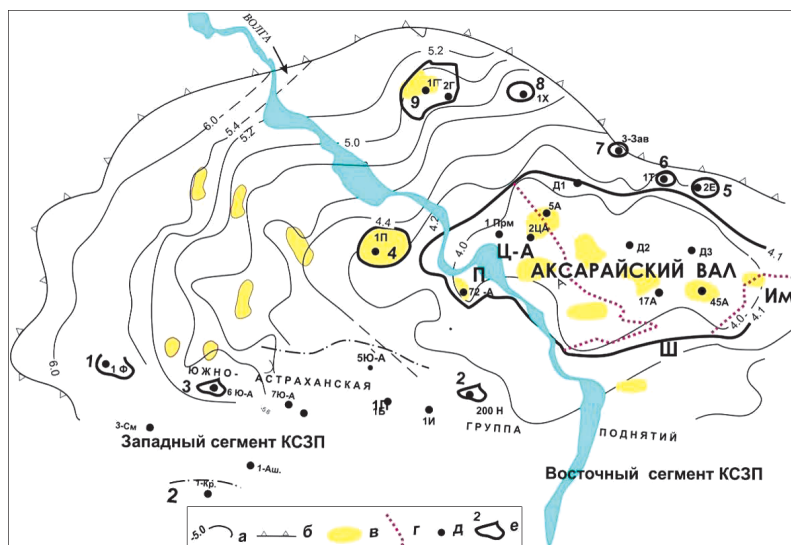 ВОЛГА
5.2
6.0
5.4
5.2
5.0
1Г
2Г
9
8
1Х
3-Зав
7
6
1Т
2Е
5
Д1
4.4
4.2
5А
1 Прм
2ЦА
4.1
1П
4
4.0
Ц-А
Д2
Д3
П
АКСАРАЙСКИЙ ВАЛ
72 -А
17А
45А
Им
4.0
4.1
6.0
Ш
1
1 Ф
ЮЖНО-
АСТРАХАНСКАЯ
5Ю-А
3
6 Ю-А
7Ю-А
2
1Б
1И
200 Н
ГРУППА
ПОДНЯТИЙ
3-См
Западный сегмент КСЗП
1-Аш.
Восточный сегмент КСЗП
2
-5.0
а
б
в
г
д
2
е